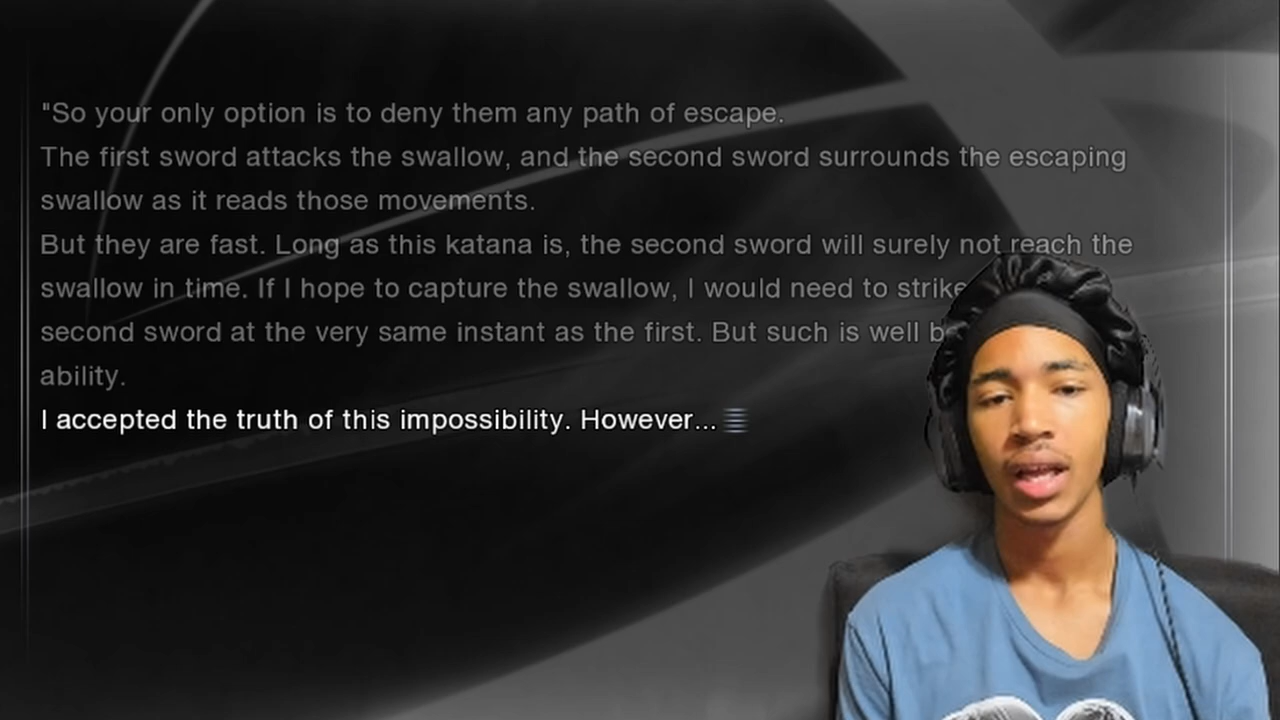 "So your only option is to deny them any path of escape.
The first sword attacks the swallow, and the second sword surrounds the escaping
swallow as it reads those movements.
But they are fast. Long as this katana is, the second sword will surely not reach the
swallow in time. If I hope to capture the swallow, I would need to strike
second sword at the very same instant as the first. But such is well
ability.
I accepted the truth of this impossibility. However...